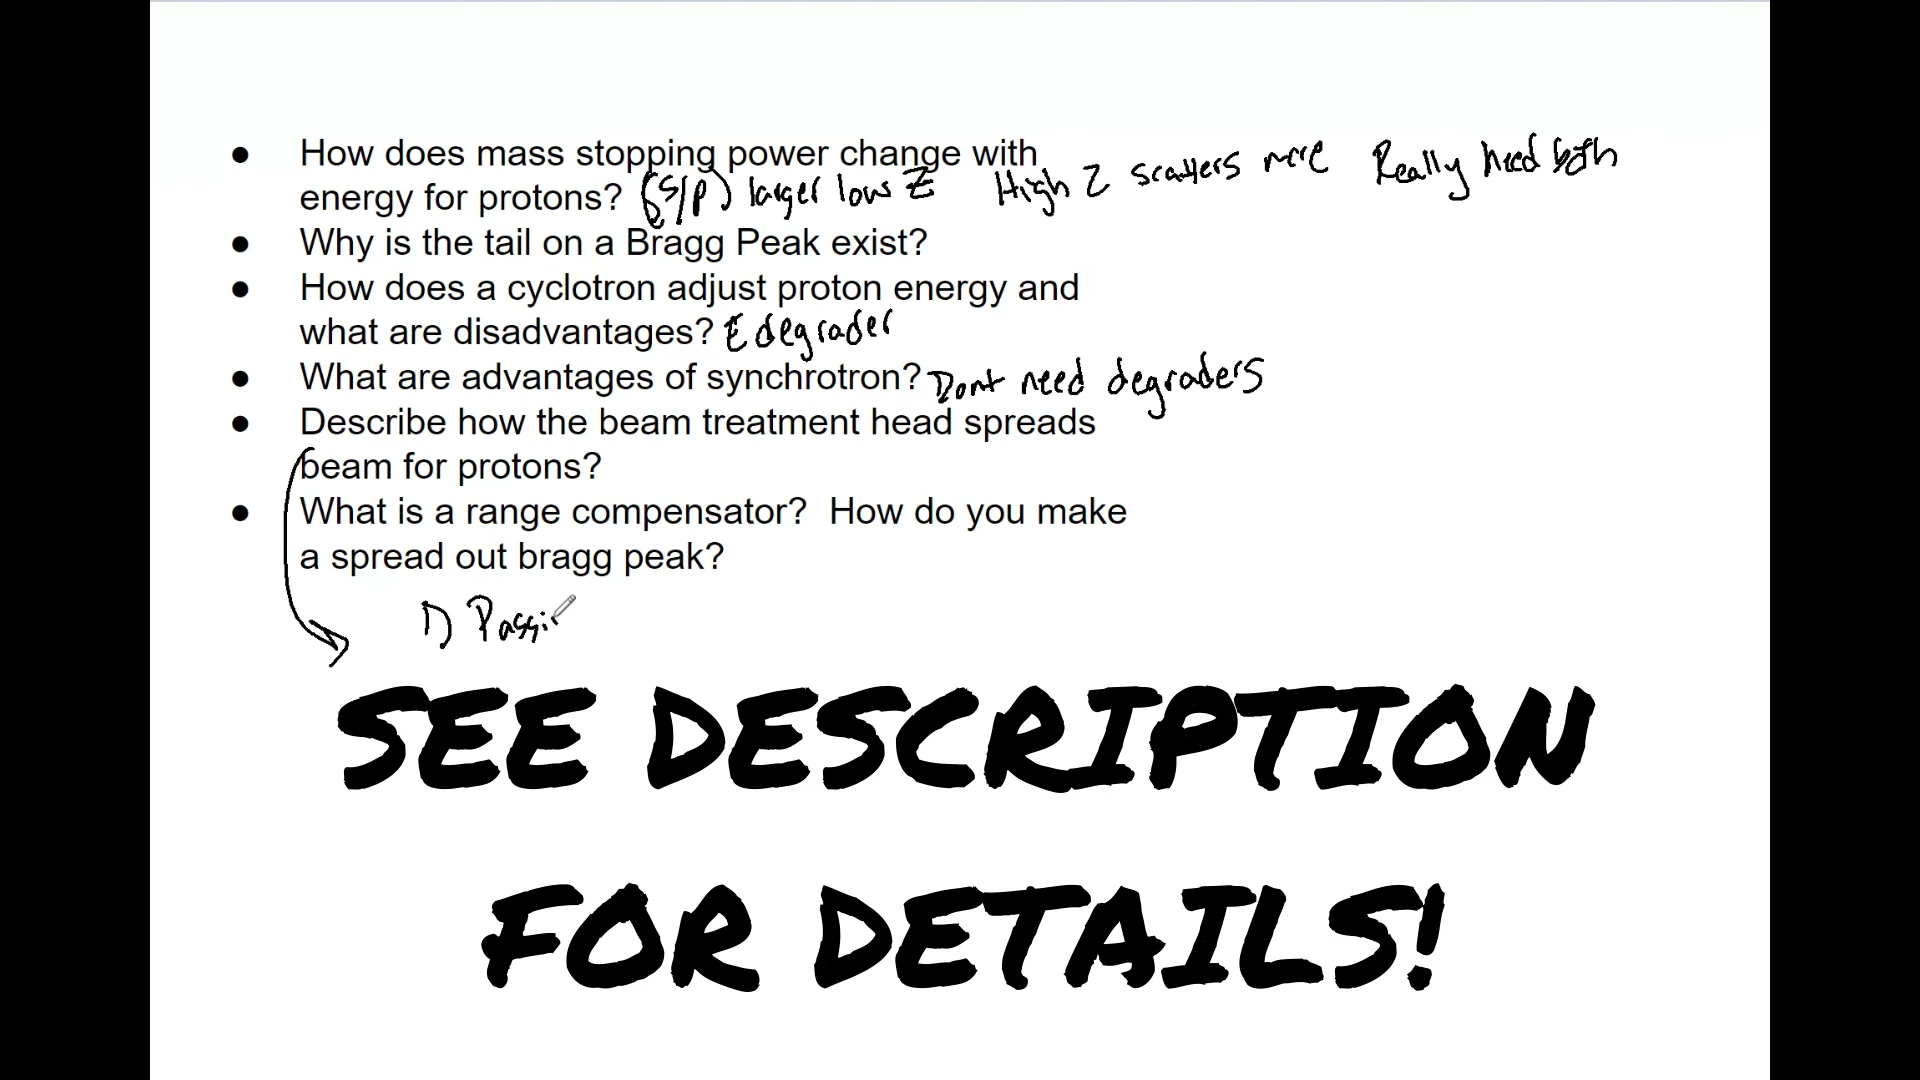 ● How does mass stopping power change with
energy for protons? (S/ρ) larger low Z High Z scatters more Really need both
● Why is the tail on a Bragg Peak exist?
● How does a cyclotron adjust proton energy and
what are disadvantages? E degrader
● What are advantages of synchrotron? Dont need degraders
● Describe how the beam treatment head spreads
beam for protons?
● What is a range compensator? How do you make
a spread out bragg peak?
1) Passi
SEE DESCRIPTION
FOR DETAILS!